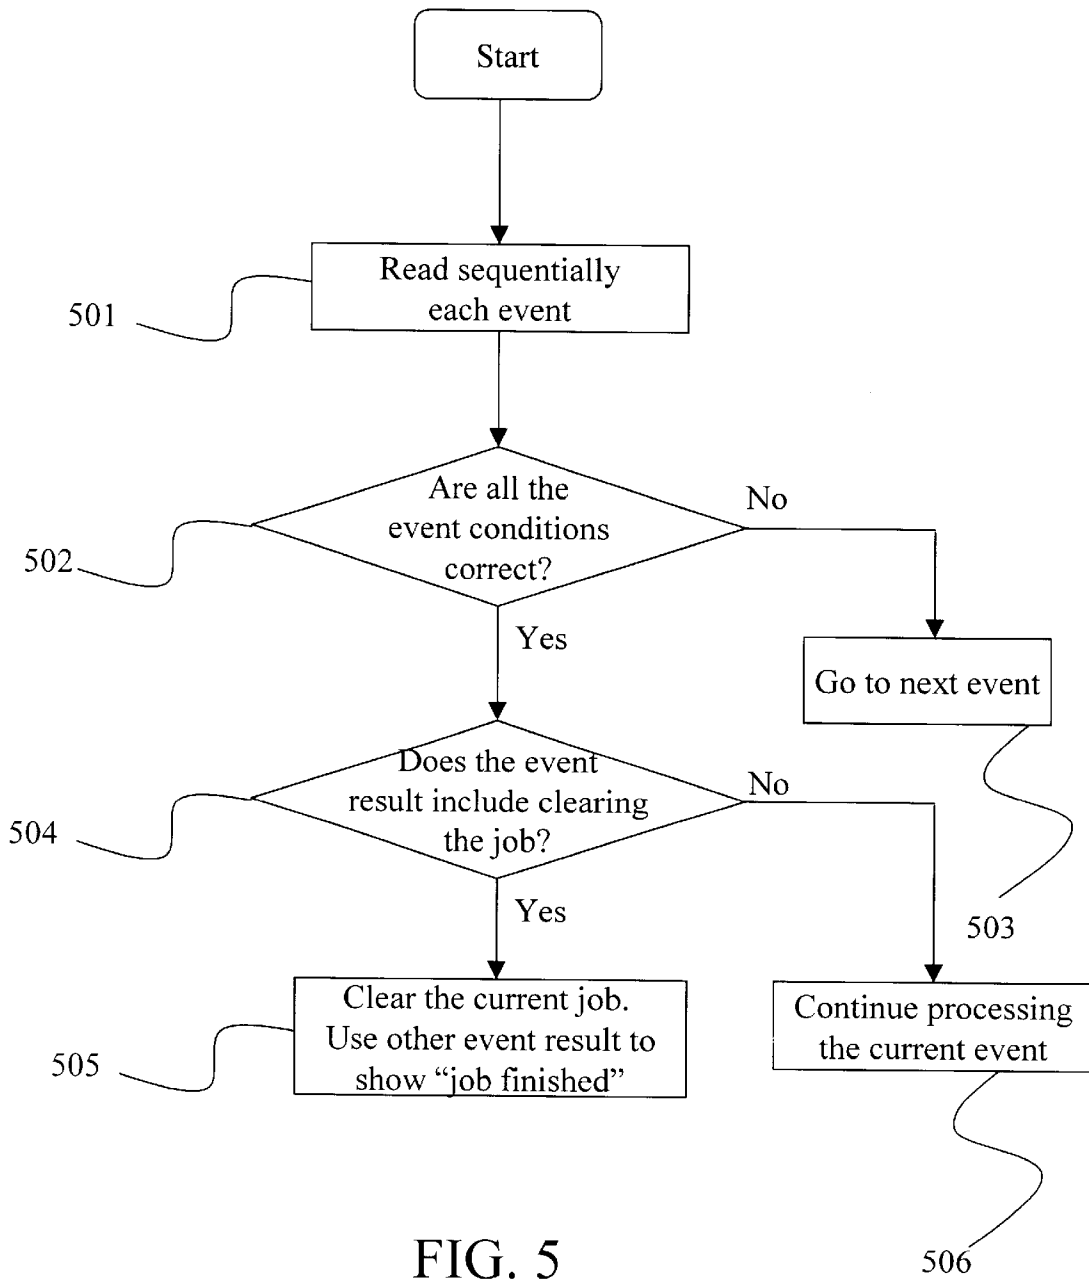 Start
Read sequentially
each event
501
Are all the
event conditions
correct?
No
502
Yes
Go to next event
Does the event
result include clearing
the job?
No
504
Yes
503
Clear the current job.
Use other event result to
show “job finished”
Continue processing
the current event
505
FIG. 5
506